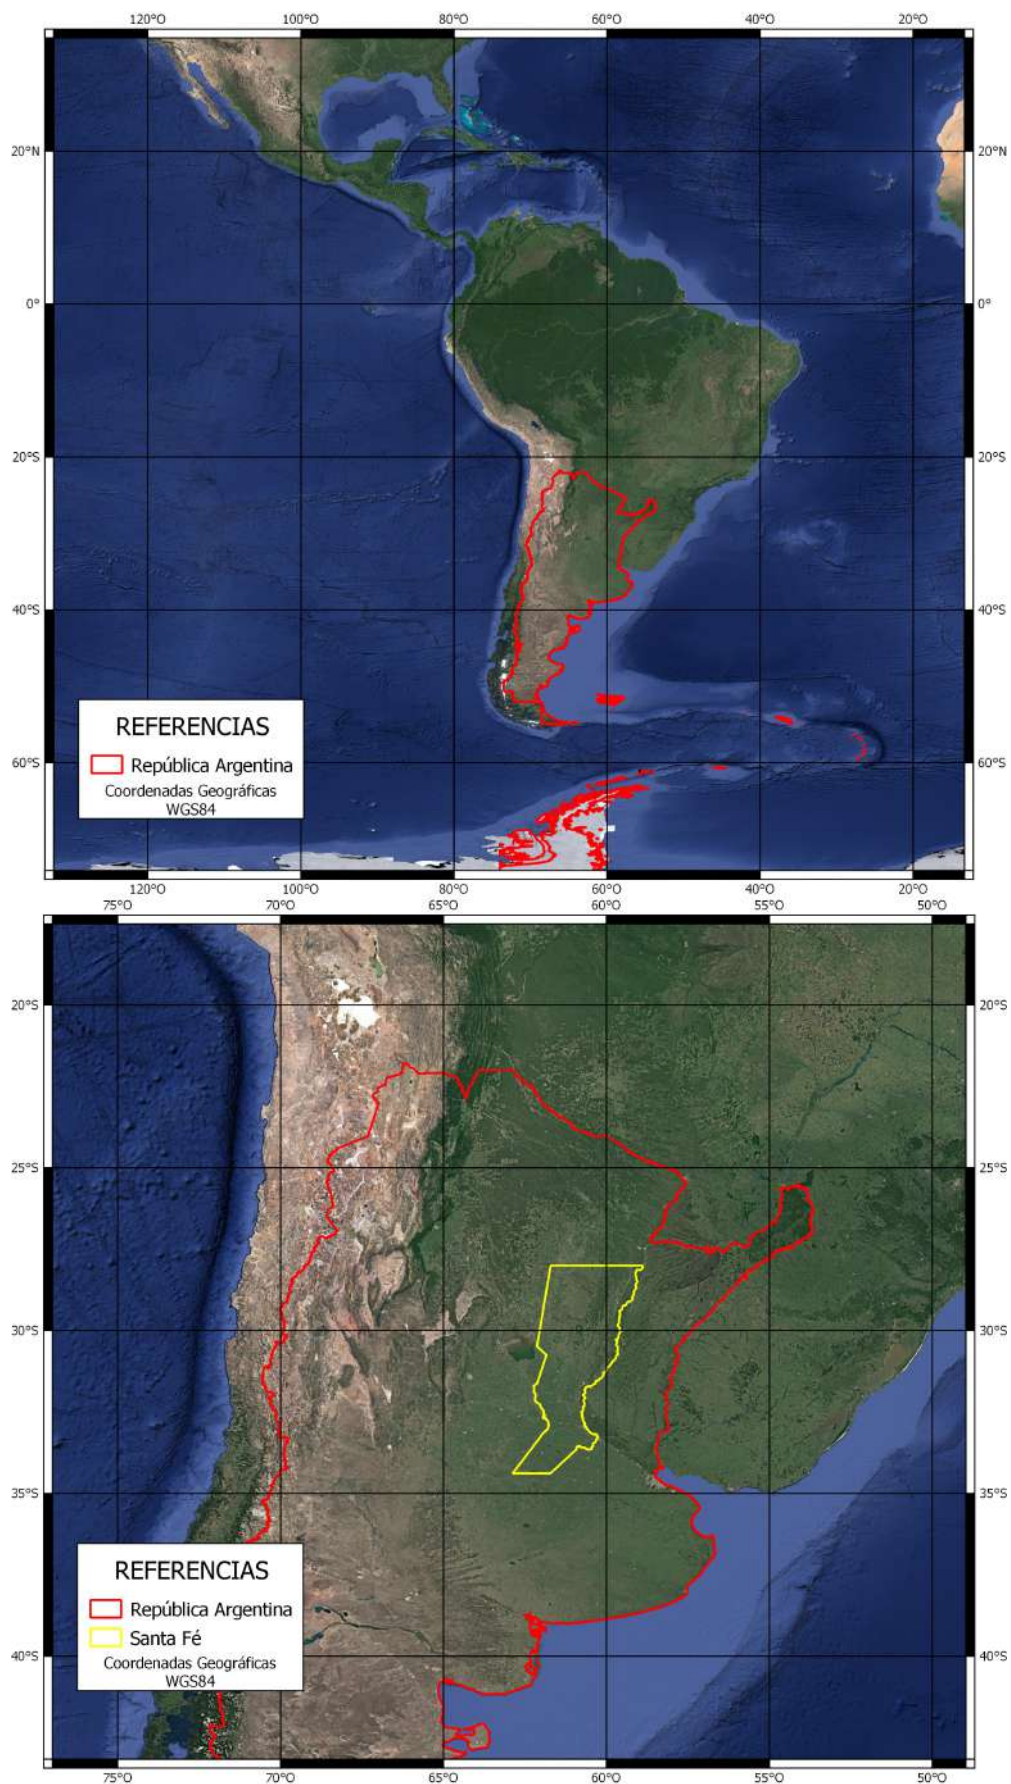 120°O 100°O 80°O 60°O 40°O 20°O
20°N 20°N
0° 0°
20°S 20°S
40°S 40°S
60°S 60°S
REFERENCIAS
República Argentina
Coordenadas Geográficas
WGS84
120°O 100°O 80°O 60°O 40°O 20°O
75°O 70°O 65°O 60°O 55°O 50°O
20°S 20°S
25°S 25°S
30°S 30°S
35°S 35°S
40°S 40°S
REFERENCIAS
República Argentina
Santa Fé
Coordenadas Geográficas
WGS84
75°O 70°O 65°O 60°O 55°O 50°O